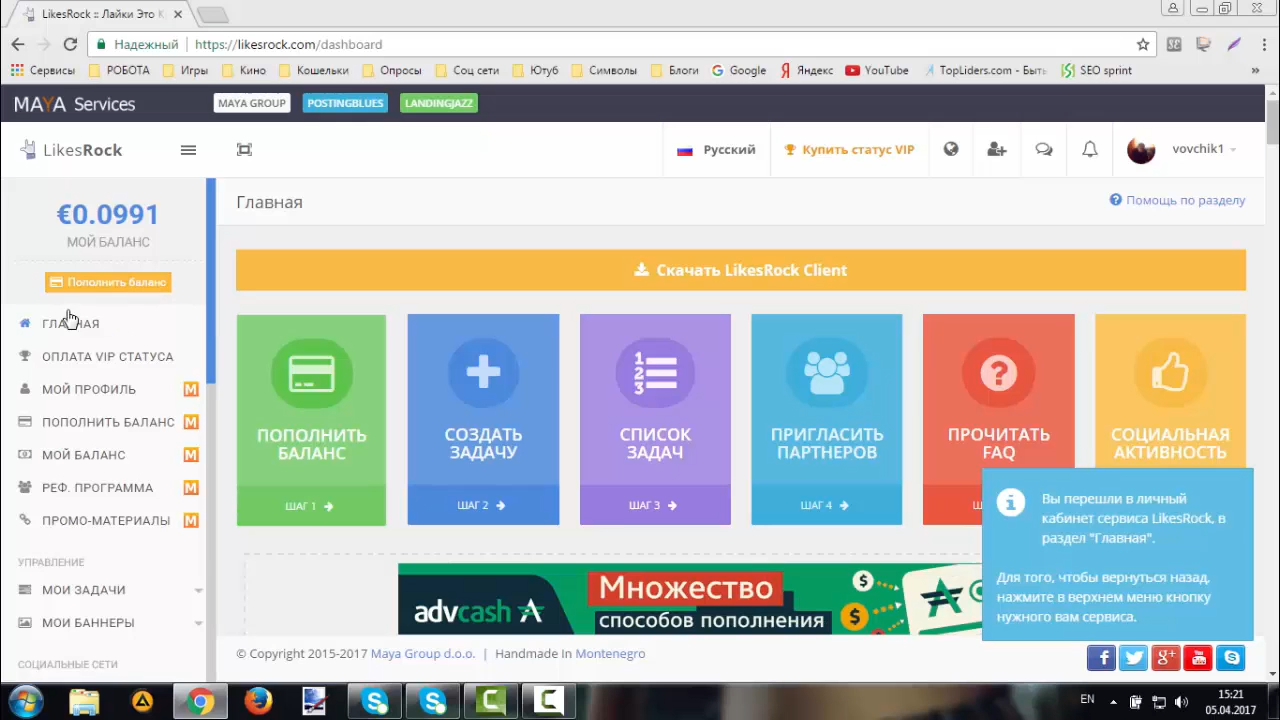 LikesRock :: Лайки Это К
Надежный
https://likesrock.com/dashboard
Сервисы
РОБОТА
Игры
Кино
Кошельки
Опросы
Соц сети
Ютуб
Символы
Блоги
Google
Яндекс
YouTube
TopLiders.com - Быть
SEO sprint
MAYA Services
MAYA GROUP
POSTINGBLUES
LANDINGJAZZ
LikesRock
Русский
Купить статус VIP
vovchik1
€0.0991
МОЙ БАЛАНС
Пополнить баланс
ГЛАВНАЯ
ОПЛАТА VIP СТАТУСА
МОЙ ПРОФИЛЬ M
ПОПОЛНИТЬ БАЛАНС M
МОЙ БАЛАНС M
РЕФ. ПРОГРАММА M
ПРОМО-МАТЕРИАЛЫ M
УПРАВЛЕНИЕ
МОИ ЗАДАЧИ
МОИ БАННЕРЫ
СОЦИАЛЬНЫЕ СЕТИ
Главная
Помощь по разделу
Скачать LikesRock Client
ПОПОЛНИТЬ
БАЛАНС
ШАГ 1
СОЗДАТЬ
ЗАДАЧУ
ШАГ 2
СПИСОК
ЗАДАЧ
ШАГ 3
ПРИГЛАСИТЬ
ПАРТНЕРОВ
ШАГ 4
ПРОЧИТАТЬ
FAQ
СОЦИАЛЬНАЯ
АКТИВНОСТЬ
Вы перешли в личный
кабинет сервиса LikesRock, в
раздел "Главная".
Для того, чтобы вернуться назад,
нажмите в верхнем меню кнопку
нужного вам сервиса.
advcash
Множество
способов пополнения
© Copyright 2015-2017 Maya Group d.o.o. | Handmade In Montenegro
EN
15:21
05.04.2017